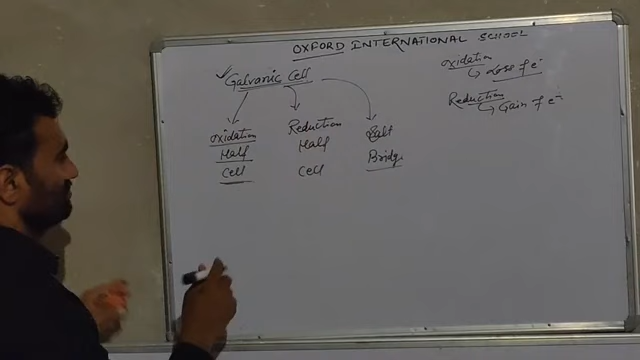 OXFORD INTERNATIONAL SCHOOL
✓ Galvanic Cell
oxidation
Half
Cell
Reduction
Half
Cell
Salt
Bridge
oxidation
↳ Loss of e⁻
Reduction
↳ Gain of e⁻